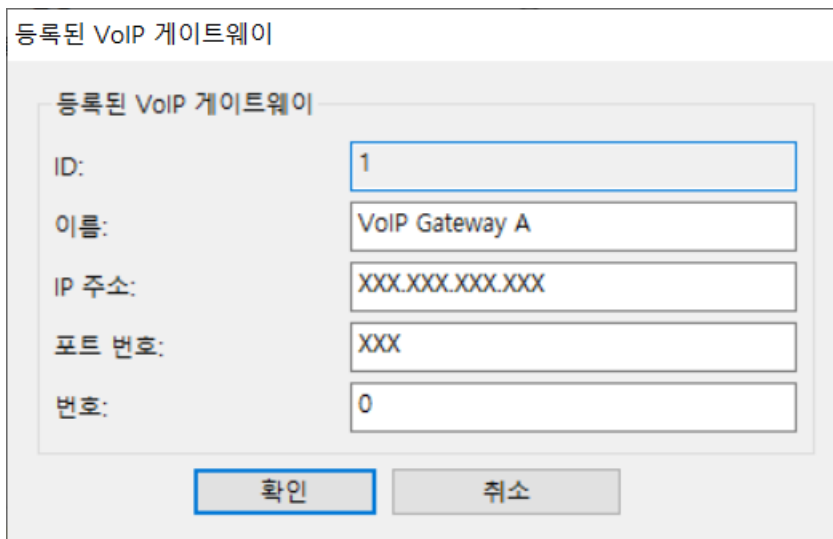 등록된 VoIP 게이트웨이
등록된 VoIP 게이트웨이
ID: 1
이름: VoIP Gateway A
IP 주소: XXX.XXX.XXX.XXX
포트 번호: XXX
번호: 0
확인 취소